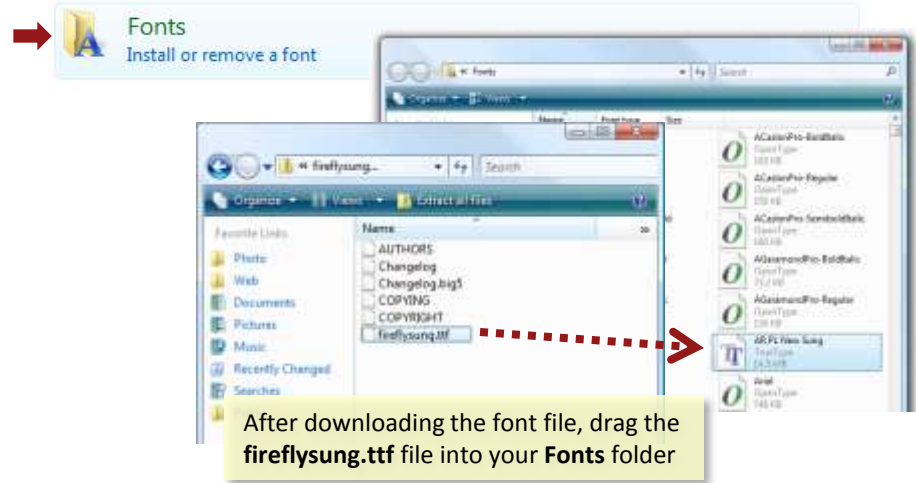 Fonts
Install or remove a font
« Fonts
Search
Organize Views
Name
Size
ACaslonPro-BoldItalic
OpenType
ACaslonPro-Regular
OpenType
ACaslonPro-SemiboldItalic
OpenType
AGaramondPro-BoldItalic
OpenType
AGaramondPro-Regular
OpenType
AR PL New Sung
TrueType
Arial
OpenType
« fireflysung...
Search
Organize Views Extract all files
Favorite Links
Photo
Web
Documents
Pictures
Music
Recently Changed
Searches
Name
AUTHORS
Changelog
Changelog.big5
COPYING
COPYRIGHT
fireflysung.ttf
After downloading the font file, drag the
fireflysung.ttf file into your Fonts folder